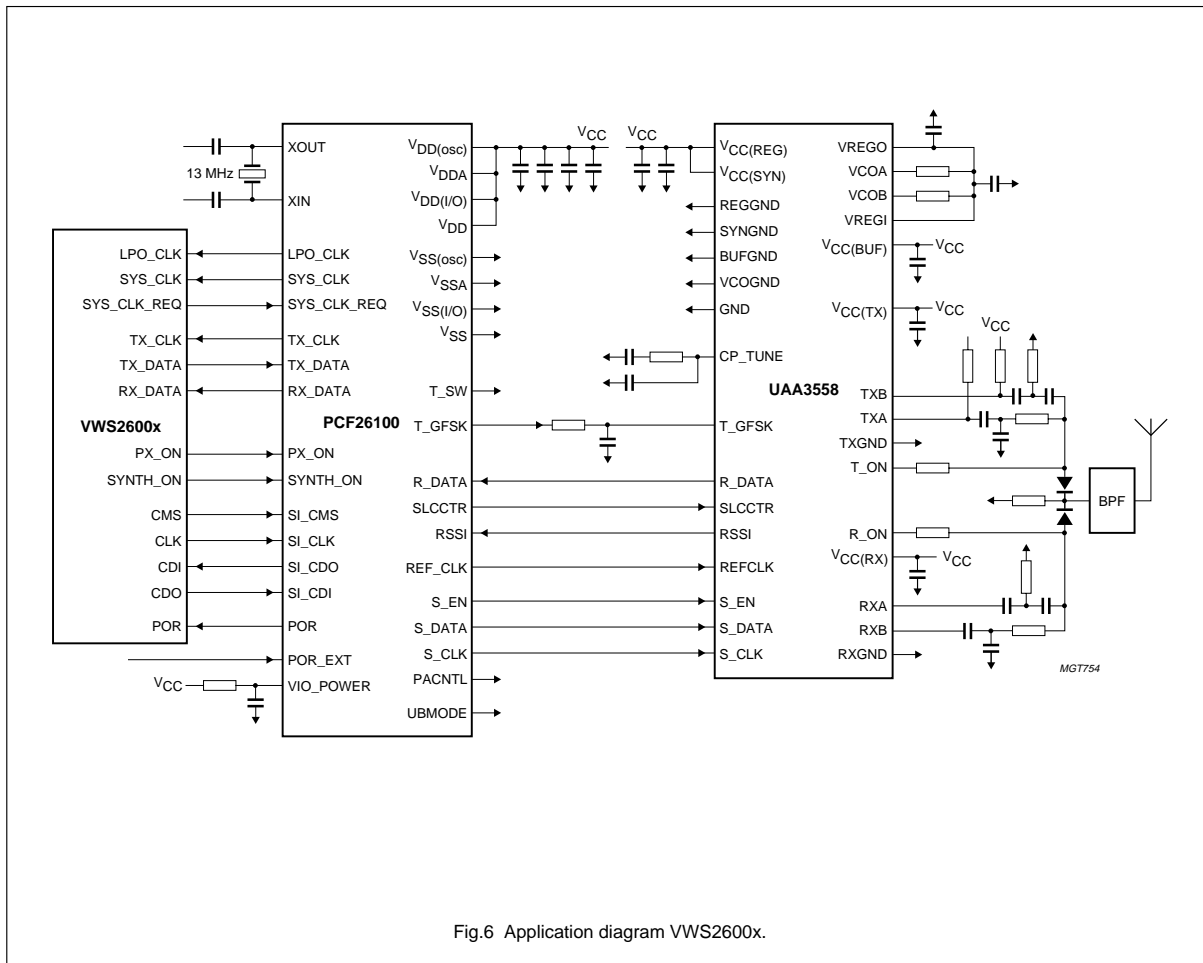 XOUT
13 MHz
XIN
LPO_CLK
SYS_CLK
SYS_CLK_REQ
TX_CLK
TX_DATA
RX_DATA
VWS2600x
PX_ON
SYNTH_ON
CMS
CLK
CDI
CDO
POR
LPO_CLK
SYS_CLK
SYS_CLK_REQ
TX_CLK
TX_DATA
RX_DATA
PCF26100
PX_ON
SYNTH_ON
SI_CMS
SI_CLK
SI_CDO
SI_CDI
POR
POR_EXT
VCC
VIO_POWER
VDD(osc)
VDDA
VDD(I/O)
VDD
VSS(osc)
VSSA
VSS(I/O)
VSS
T_SW
T_GFSK
R_DATA
SLCCTR
RSSI
REF_CLK
S_EN
S_DATA
S_CLK
PACNTL
UBMODE
VCC
VCC
VCC(REG)
VCC(SYN)
REGGND
SYNGND
BUFGND
VCOGND
GND
CP_TUNE
UAA3558
T_GFSK
R_DATA
SLCCTR
RSSI
REFCLK
S_EN
S_DATA
S_CLK
VREGO
VCOA
VCOB
VREGI
VCC(BUF)
VCC
VCC(TX)
VCC
VCC
TXB
TXA
TXGND
T_ON
BPF
R_ON
VCC(RX)
VCC
RXA
RXB
RXGND
MGT754
Fig.6 Application diagram VWS2600x.